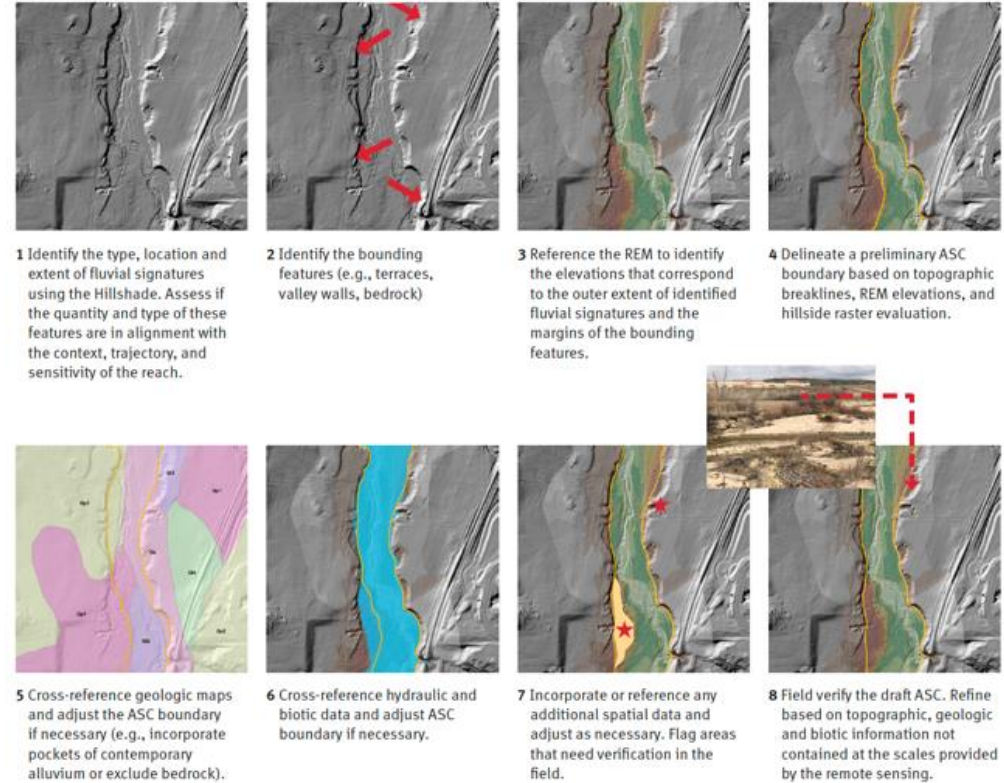 1 Identify the type, location and
extent of fluvial signatures
using the Hillshade. Assess if
the quantity and type of these
features are in alignment with
the context, trajectory, and
sensitivity of the reach.
2 Identify the bounding
features (e.g., terraces,
valley walls, bedrock)
3 Reference the REM to identify
the elevations that correspond
to the outer extent of identified
fluvial signatures and the
margins of the bounding
features.
4 Delineate a preliminary ASC
boundary based on topographic
breaklines, REM elevations, and
hillside raster evaluation.
5 Cross-reference geologic maps
and adjust the ASC boundary
if necessary (e.g., incorporate
pockets of contemporary
alluvium or exclude bedrock).
6 Cross-reference hydraulic and
biotic data and adjust ASC
boundary if necessary.
7 Incorporate or reference any
additional spatial data and
adjust as necessary. Flag areas
that need verification in the
field.
8 Field verify the draft ASC. Refine
based on topographic, geologic
and biotic information not
contained at the scales provided
by the remote sensing.